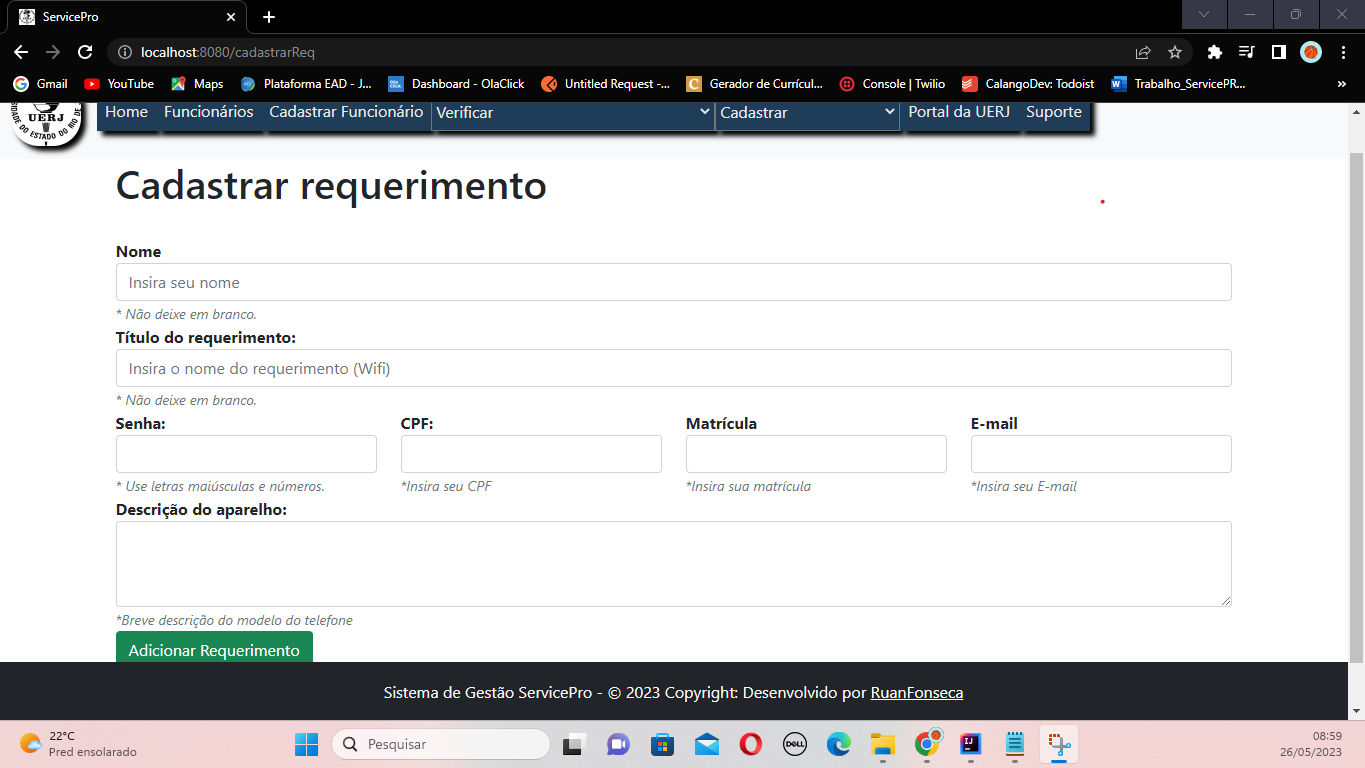 ServicePro
localhost:8080/cadastrarReq
Gmail YouTube Maps Plataforma EAD - J... Dashboard - OlaClick Untitled Request -... Gerador de Currícul... Console | Twilio CalangoDev: Todoist Trabalho_ServicePR... »
UERJ
Home Funcionários Cadastrar Funcionário Verificar Cadastrar Portal da UERJ Suporte
Cadastrar requerimento
Nome
Insira seu nome
* Não deixe em branco.
Título do requerimento:
Insira o nome do requerimento (Wifi)
* Não deixe em branco.
Senha: CPF: Matrícula E-mail
* Use letras maiúsculas e números. *Insira seu CPF *Insira sua matrícula *Insira seu E-mail
Descrição do aparelho:
*Breve descrição do modelo do telefone
Adicionar Requerimento
Sistema de Gestão ServicePro - © 2023 Copyright: Desenvolvido por RuanFonseca
22°C
Pred ensolarado
Pesquisar
DELL
IJ
08:59
26/05/2023